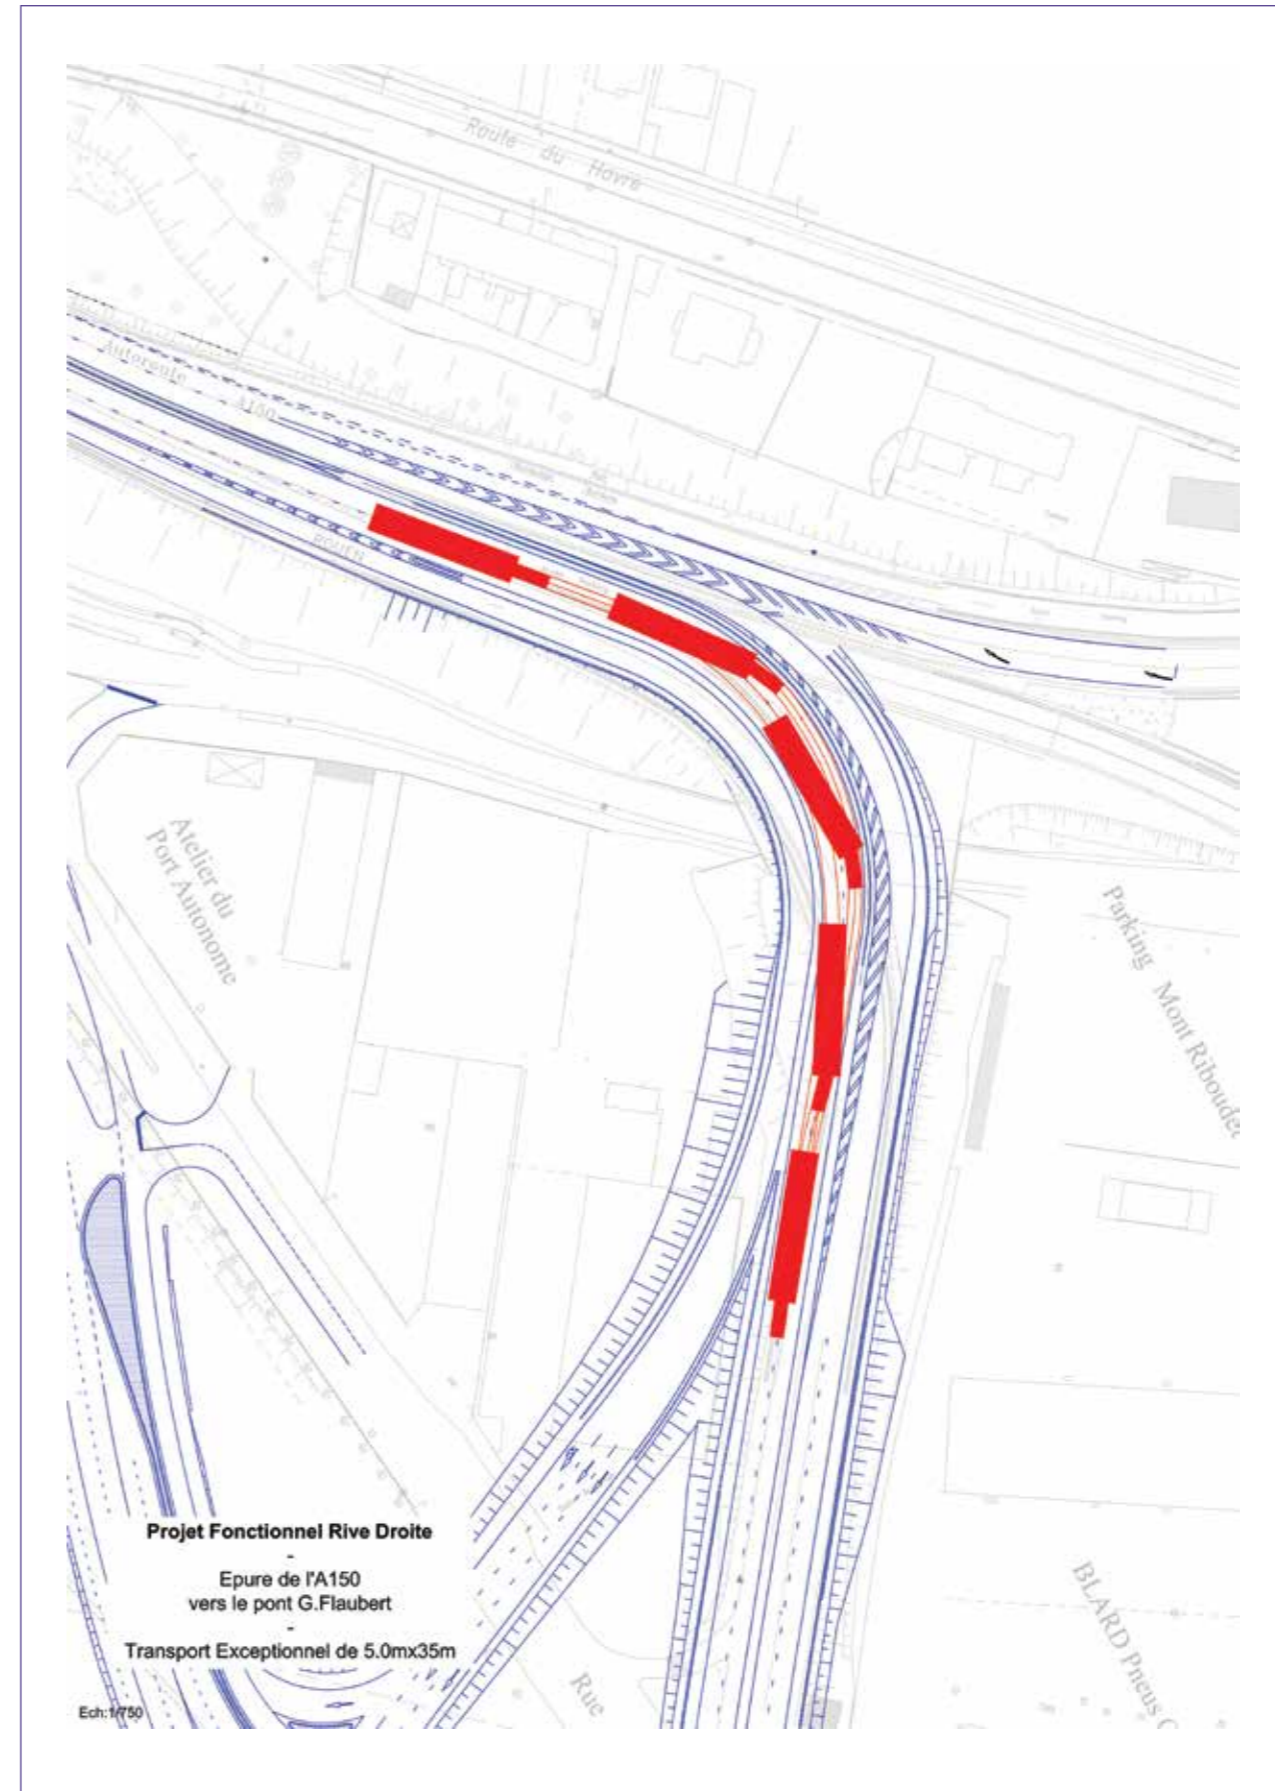 Route du Havre
Autoroute A150
ROUEN
Atelier du
Port Autonome
Parking Mont Riboudet
BLARD Pneus C
Rue
Projet Fonctionnel Rive Droite
-
Epure de l'A150
vers le pont G.Flaubert
-
Transport Exceptionnel de 5.0mx35m
Ech:1/750